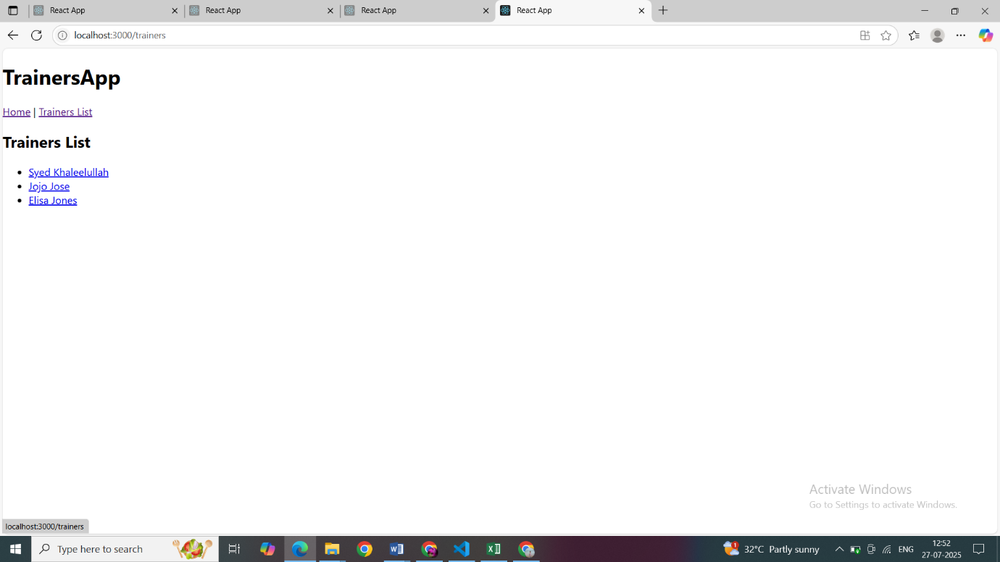 React App
React App
React App
React App
localhost:3000/trainers
TrainersApp
Home | Trainers List
Trainers List
Syed Khaleelullah
Jojo Jose
Elisa Jones
Activate Windows
Go to Settings to activate Windows.
localhost:3000/trainers
Type here to search
1
32°C Partly sunny
ENG
12:52
27-07-2025